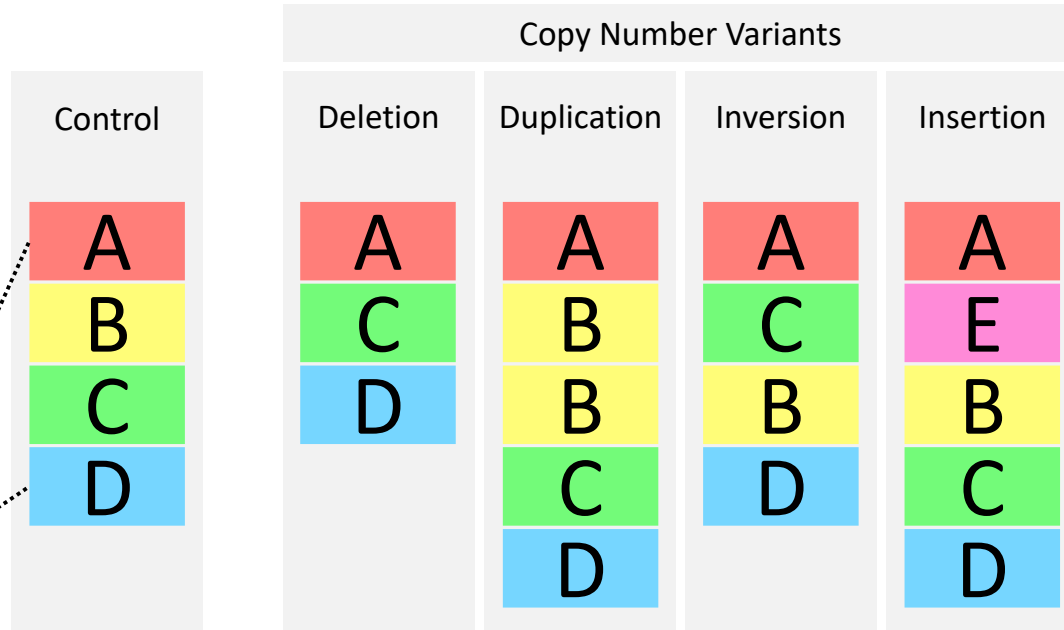 Copy Number Variants
Control
A
B
C
D
Deletion
A
C
D
Duplication
A
B
B
C
D
Inversion
A
C
B
D
Insertion
A
E
B
C
D